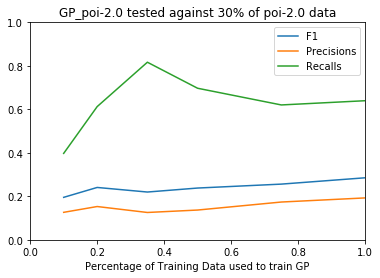 GP_poi-2.0 tested against 30% of poi-2.0 data
F1
Precisions
Recalls
1.0
0.8
0.6
0.4
0.2
0.0
0.0 0.2 0.4 0.6 0.8 1.0
Percentage of Training Data used to train GP